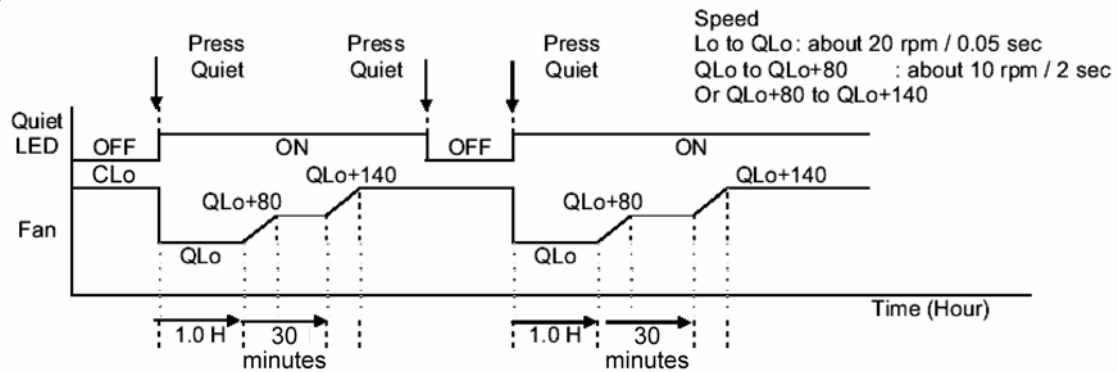 Speed
Lo to QLo: about 20 rpm / 0.05 sec
QLo to QLo+80 : about 10 rpm / 2 sec
Or QLo+80 to QLo+140
Press
Quiet
Press
Quiet
Press
Quiet
Quiet
LED
OFF
ON
OFF
ON
CLo
QLo+80
QLo+140
QLo+80
QLo+140
Fan
QLo
QLo
Time (Hour)
1.0 H
30
minutes
1.0 H
30
minutes